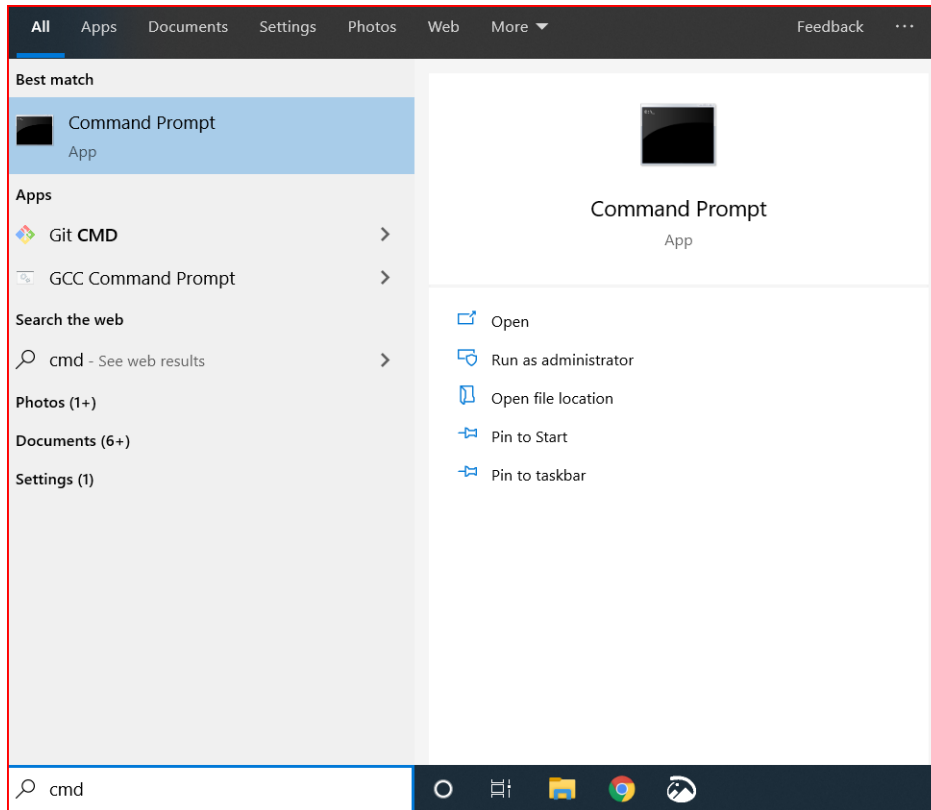 All Apps Documents Settings Photos Web More Feedback ...
Best match
Command Prompt
App
Apps
Git CMD
GCC Command Prompt
Search the web
cmd - See web results
Photos (1+)
Documents (6+)
Settings (1)
Command Prompt
App
Open
Run as administrator
Open file location
Pin to Start
Pin to taskbar
cmd